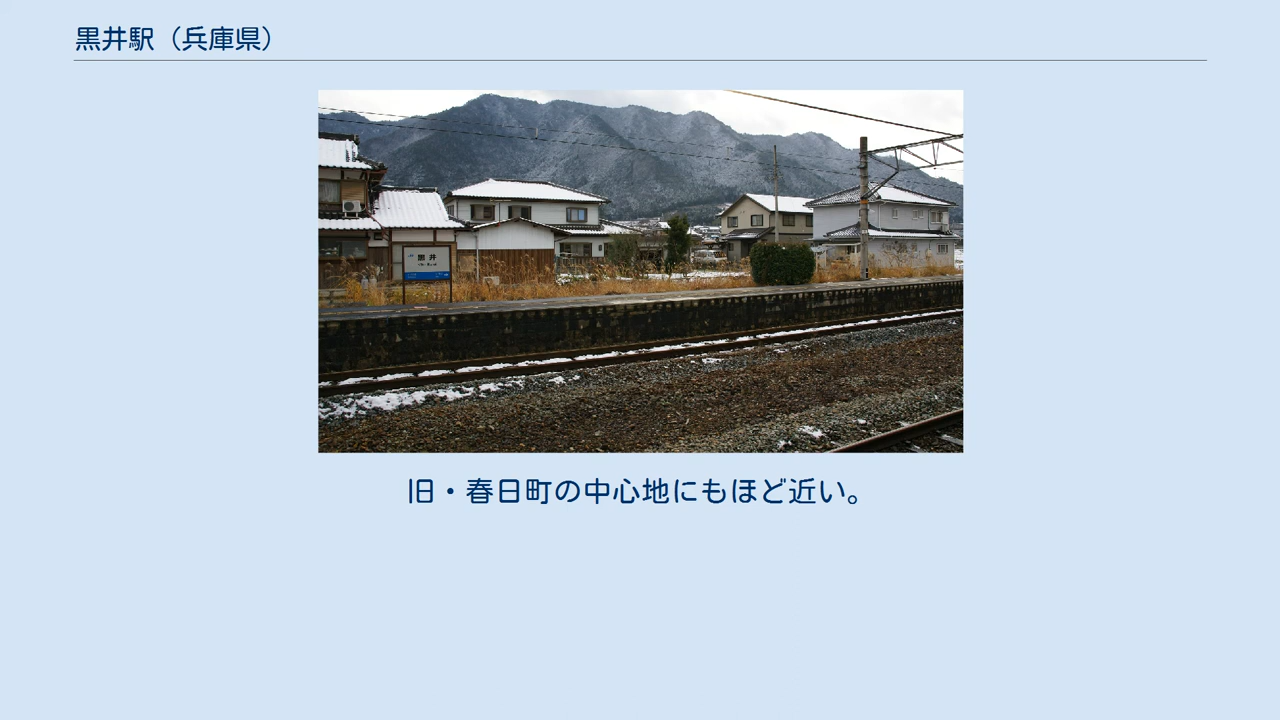 黒井駅（兵庫県）
黒井
旧・春日町の中心地にもほど近い。